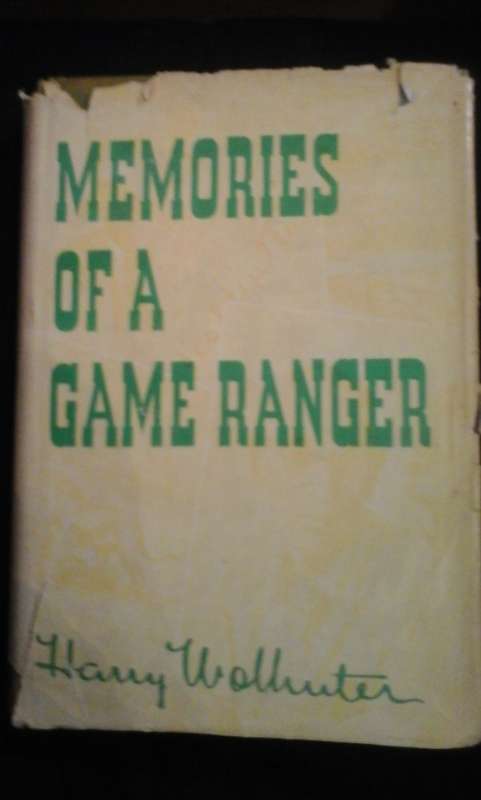 MEMORIES
OF A
GAME RANGER
Harry Wolhuter